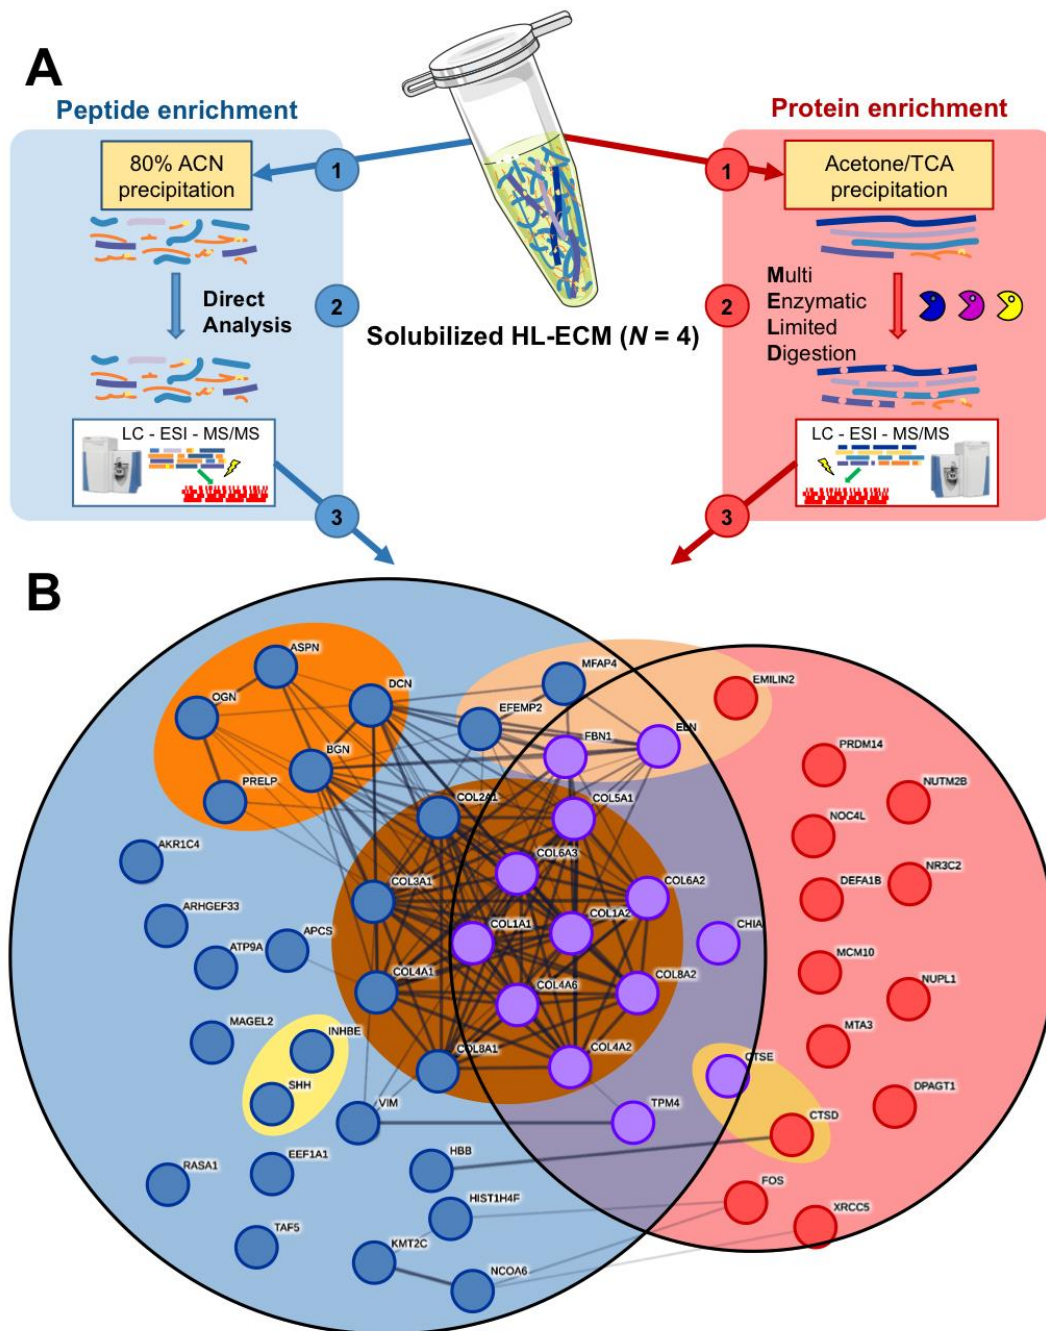 A
Peptide enrichment
Protein enrichment
80% ACN
precipitation
1
1
Acetone/TCA
precipitation
Direct
Analysis
2
Solubilized HL-ECM (N = 4)
2
Multi
Enzymatic
Limited
Digestion
LC - ESI - MS/MS
LC - ESI - MS/MS
3
3
B
ASPN
OGN
DCN
MFAP4
EMILIN2
EFEMP2
FBN1
ELN
BGN
PRELP
PRDM14
NUTM2B
COL2A1
COL5A1
NOC4L
AKR1C4
COL6A3
COL3A1
COL6A2
DEFA1B
NR3C2
ARHGEF33
APCS
ATP9A
COL1A1
COL1A2
CHIA
MCM10
COL4A1
COL4A6
COL8A2
NUPL1
MAGEL2
INHBE
MTA3
COL8A1
COL4A2
CTSE
SHH
VIM
TPM4
CTSD
DPAGT1
RASA1
EEF1A1
HBB
HIST1H4F
FOS
XRCC5
TAF5
KMT2C
NCOA6